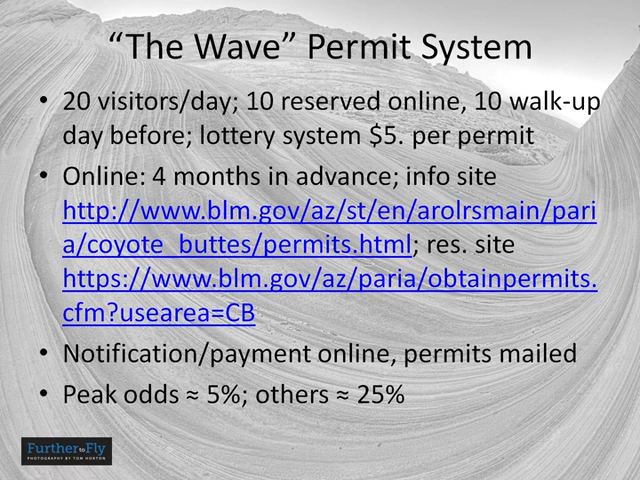 “The Wave” Permit System
• 20 visitors/day; 10 reserved online, 10 walk-up
day before; lottery system $5. per permit
• Online: 4 months in advance; info site
http://www.blm.gov/az/st/en/arolrsmain/pari
a/coyote_buttes/permits.html; res. site
https://www.blm.gov/az/paria/obtainpermits.
cfm?usearea=CB
• Notification/payment online, permits mailed
• Peak odds ≈ 5%; others ≈ 25%
Further to Fly
PHOTOGRAPHY BY TOM HORTON